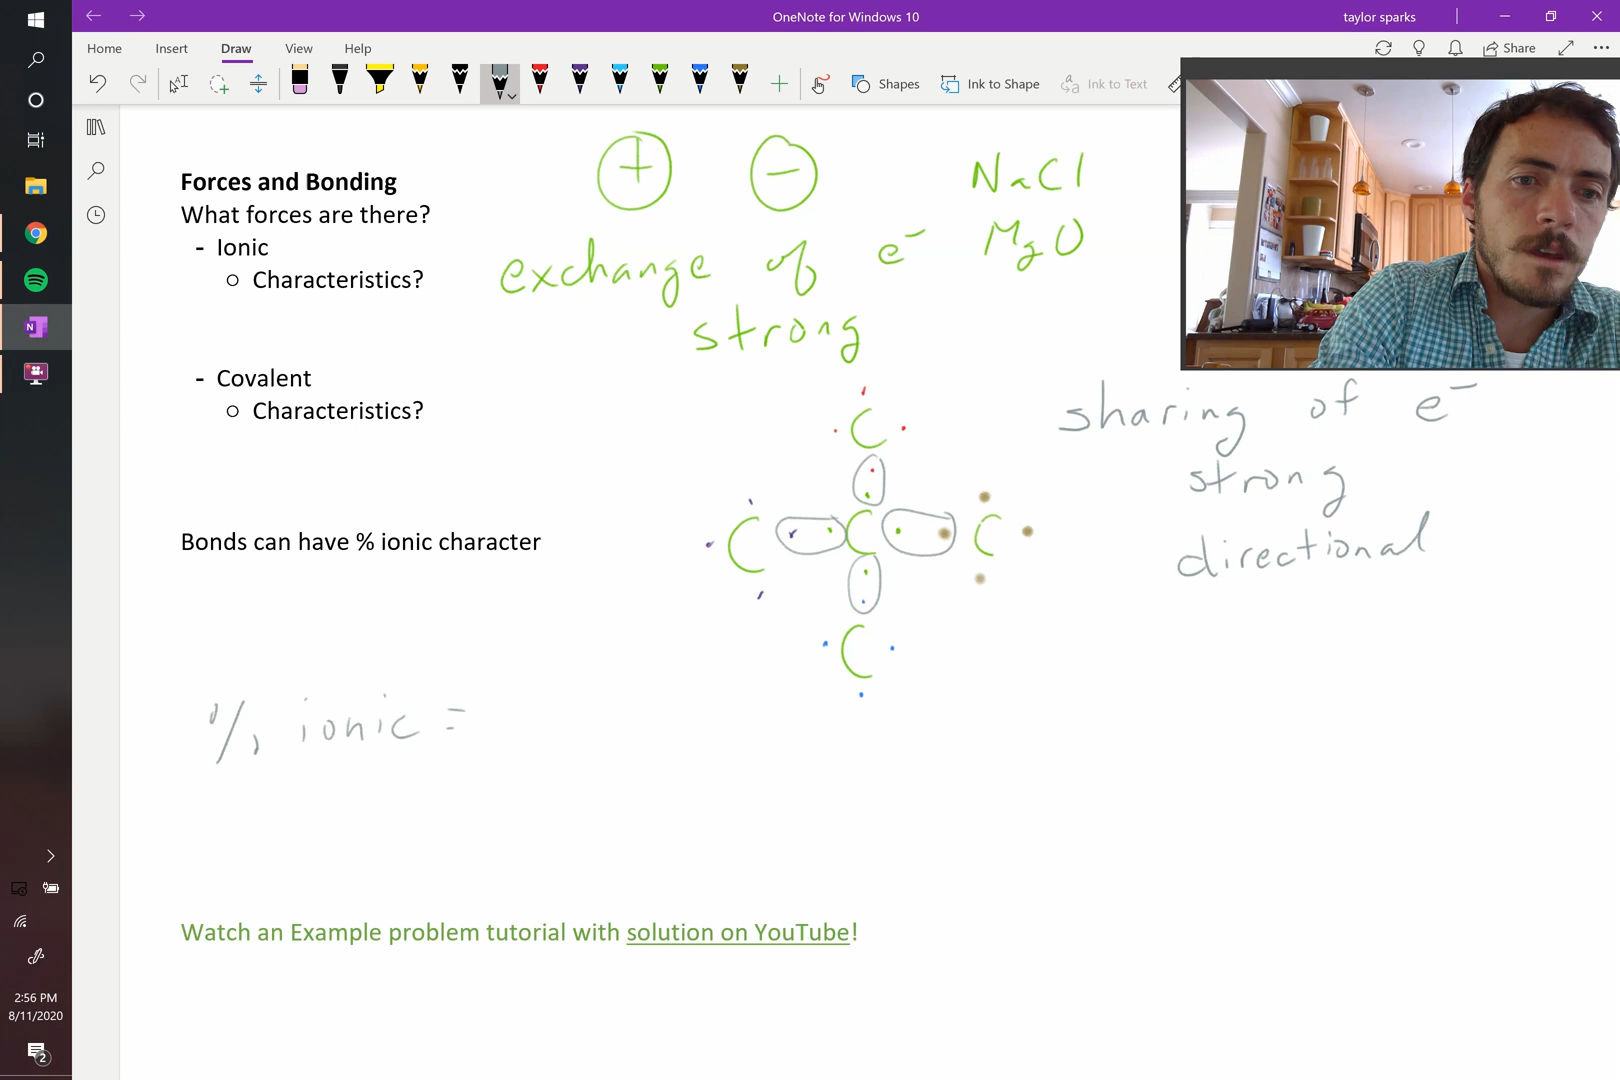 OneNote for Windows 10
taylor sparks
Home Insert Draw View Help
Share
Shapes Ink to Shape Ink to Text
Forces and Bonding
What forces are there?
- Ionic
o Characteristics?
+ −
NaCl
MgO
exchange of e⁻
strong
- Covalent
o Characteristics?
sharing of e⁻
strong
directional
C
C C C
C
Bonds can have % ionic character
% ionic =
Watch an Example problem tutorial with solution on YouTube!
2:56 PM
8/11/2020
2